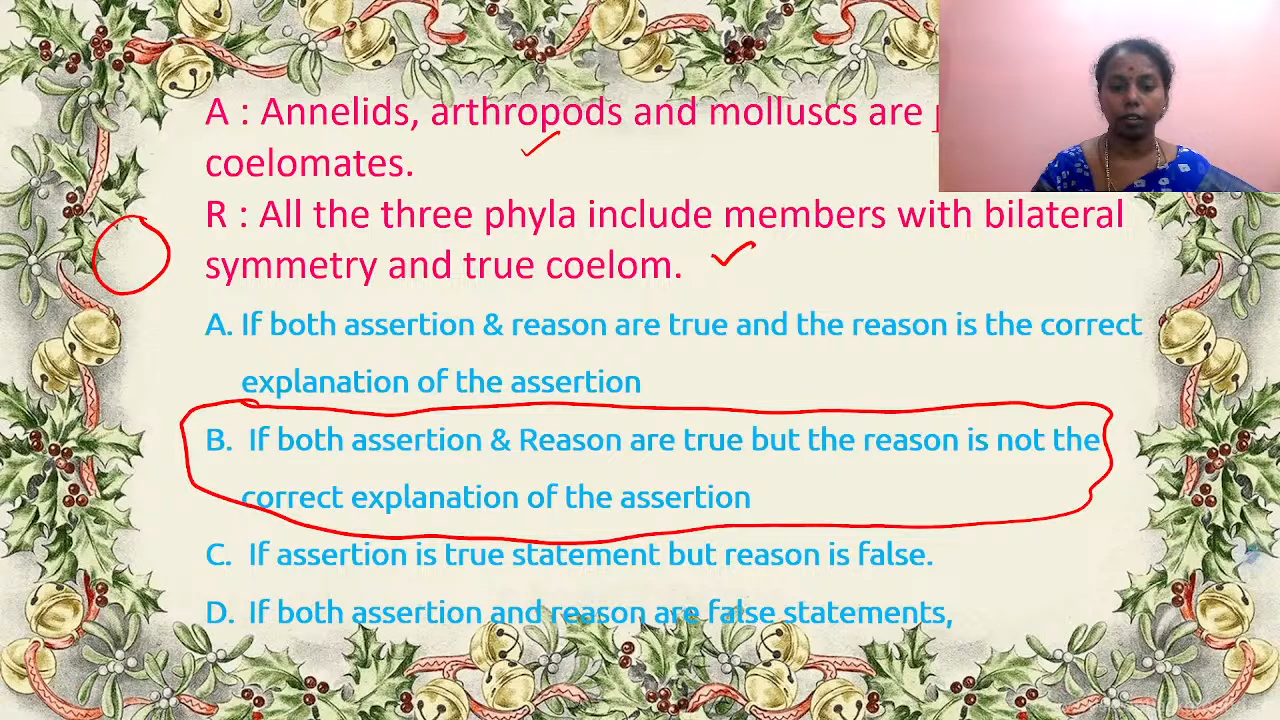 A : Annelids, arthropods and molluscs are
coelomates.
R : All the three phyla include members with bilateral
symmetry and true coelom.
A. If both assertion & reason are true and the reason is the correct
explanation of the assertion
B. If both assertion & Reason are true but the reason is not the
correct explanation of the assertion
C. If assertion is true statement but reason is false.
D. If both assertion and reason are false statements,